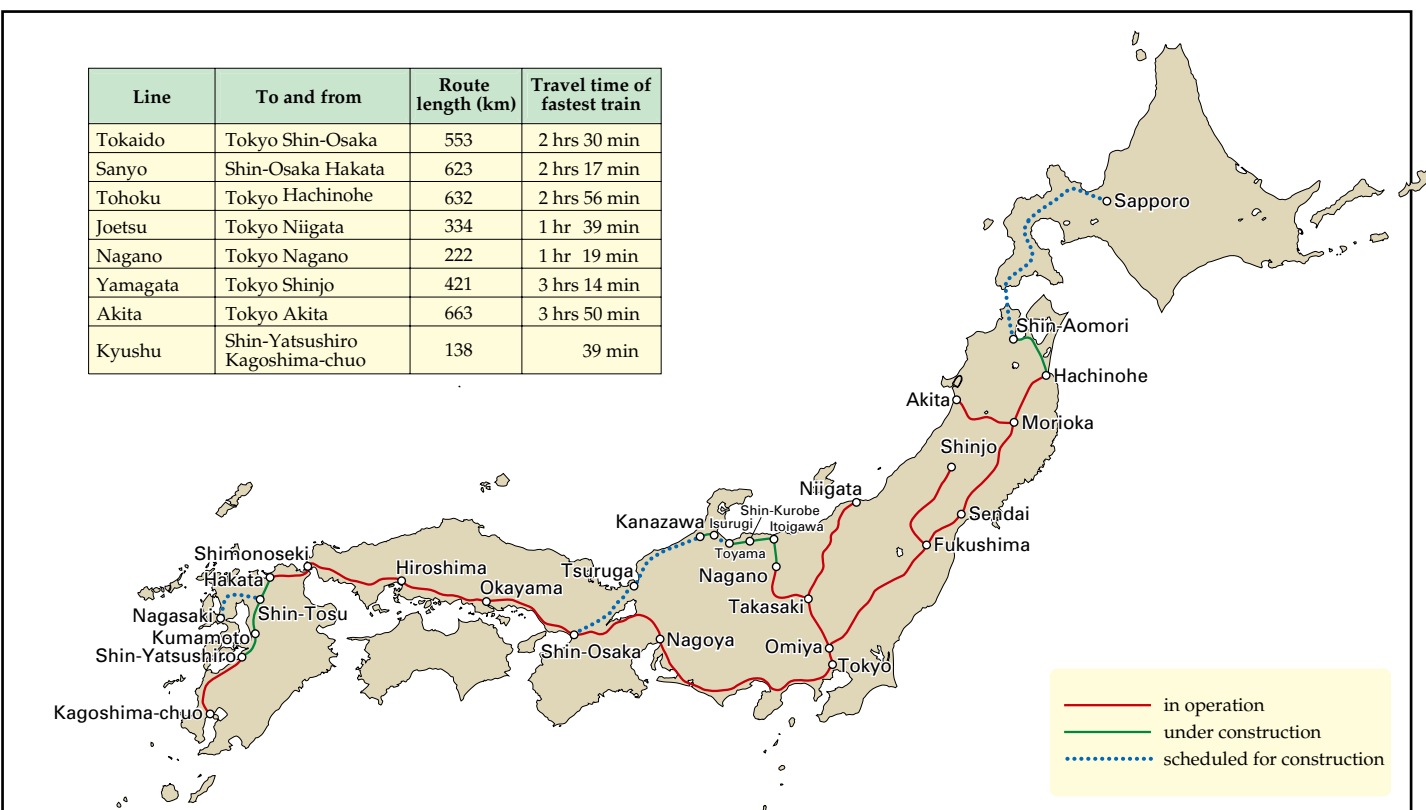 Line To and from Route length (km) Travel time of fastest train
Tokaido Tokyo Shin-Osaka 553 2 hrs 30 min
Sanyo Shin-Osaka Hakata 623 2 hrs 17 min
Tohoku Tokyo Hachinohe 632 2 hrs 56 min
Joetsu Tokyo Niigata 334 1 hr 39 min
Nagano Tokyo Nagano 222 1 hr 19 min
Yamagata Tokyo Shinjo 421 3 hrs 14 min
Akita Tokyo Akita 663 3 hrs 50 min
Kyushu Shin-Yatsushiro Kagoshima-chuo 138 39 min
Sapporo
Shin-Aomori
Hachinohe
Akita
Morioka
Shinjo
Niigata
Sendai
Shin-Kurobe
Kanazawa
Isurugi
Itoigawa
Toyama
Fukushima
Shimonoseki
Hiroshima
Tsuruga
Nagano
Hakata
Okayama
Takasaki
Nagasaki
Shin-Tosu
Kumamoto
Nagoya
Omiya
Shin-Yatsushiro
Shin-Osaka
Tokyo
Kagoshima-chuo
in operation
under construction
scheduled for construction